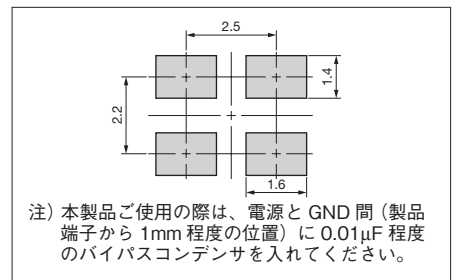 2.5
1.4
2.2
1.6
注）本製品ご使用の際は、電源と GND 間（製品
端子から 1mm 程度の位置）に 0.01μF 程度
のバイパスコンデンサを入れてください。